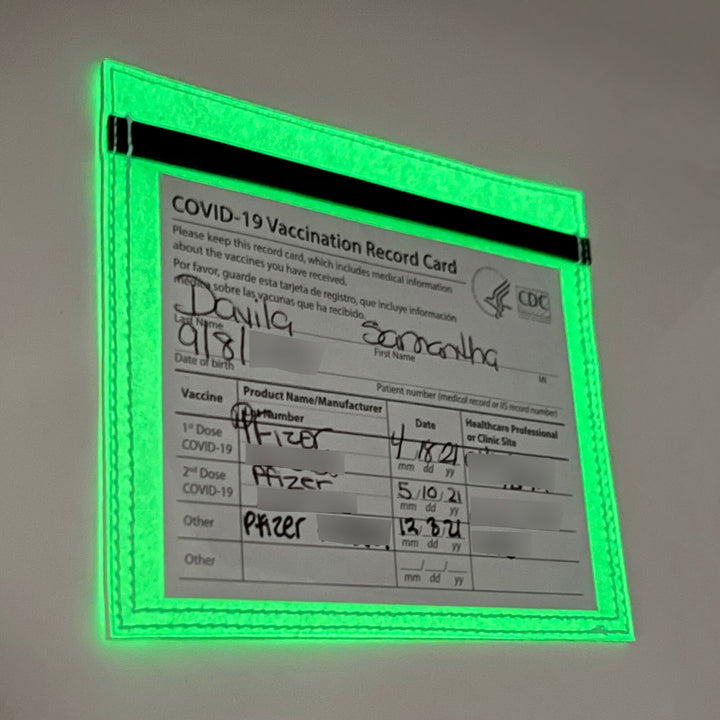 COVID-19 Vaccination Record Card
Please keep this record card, which includes medical information
about the vaccines you have received.
Por favor, guarde esta tarjeta de registro, que incluye información
médica sobre las vacunas que ha recibido.
CDC
Davila Samantha
Last Name First Name MI
9/8/
Date of birth Patient number (medical record or IIS record number)
Vaccine Product Name/Manufacturer Date Healthcare Professional
Lot Number or Clinic Site
1st Dose Pfizer 4 18 21
COVID-19 mm dd yy
2nd Dose Pfizer 5/10/21
COVID-19 mm dd yy
Other Pfizer 12/3/21
mm dd yy
Other __/__/__
mm dd yy